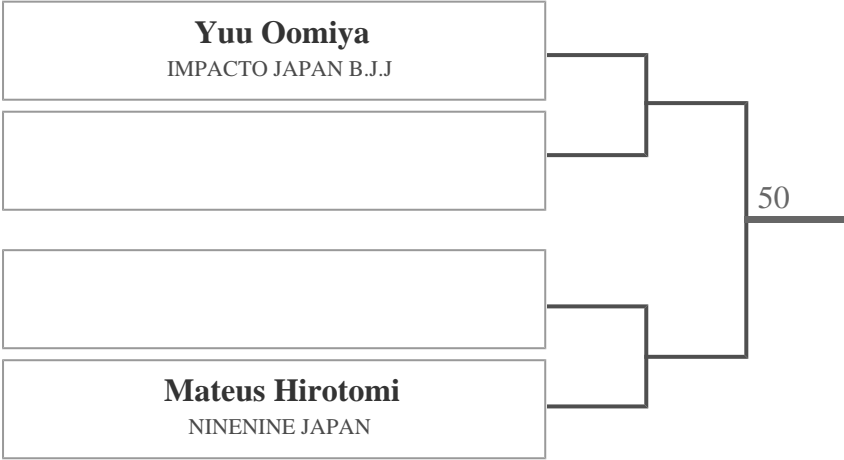 Yuu Oomiya
IMPACTO JAPAN B.J.J
50
Mateus Hirotomi
NINENINE JAPAN